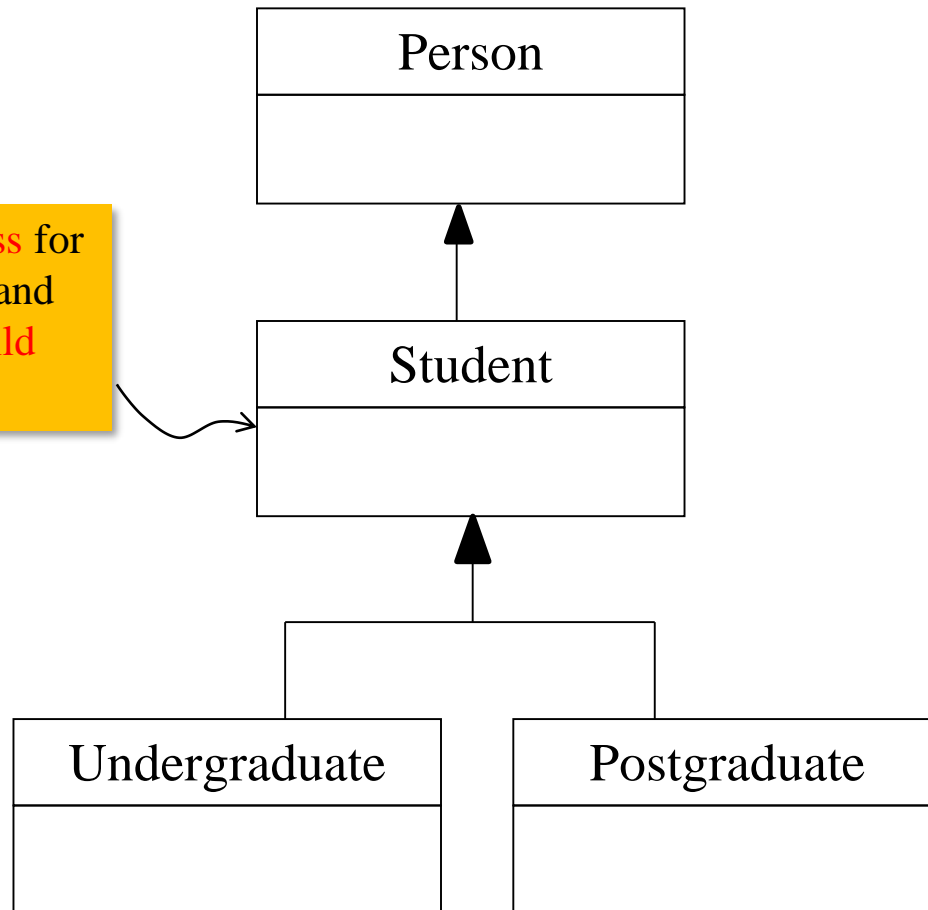 Person
ss for
and
ld
Student
Undergraduate
Postgraduate